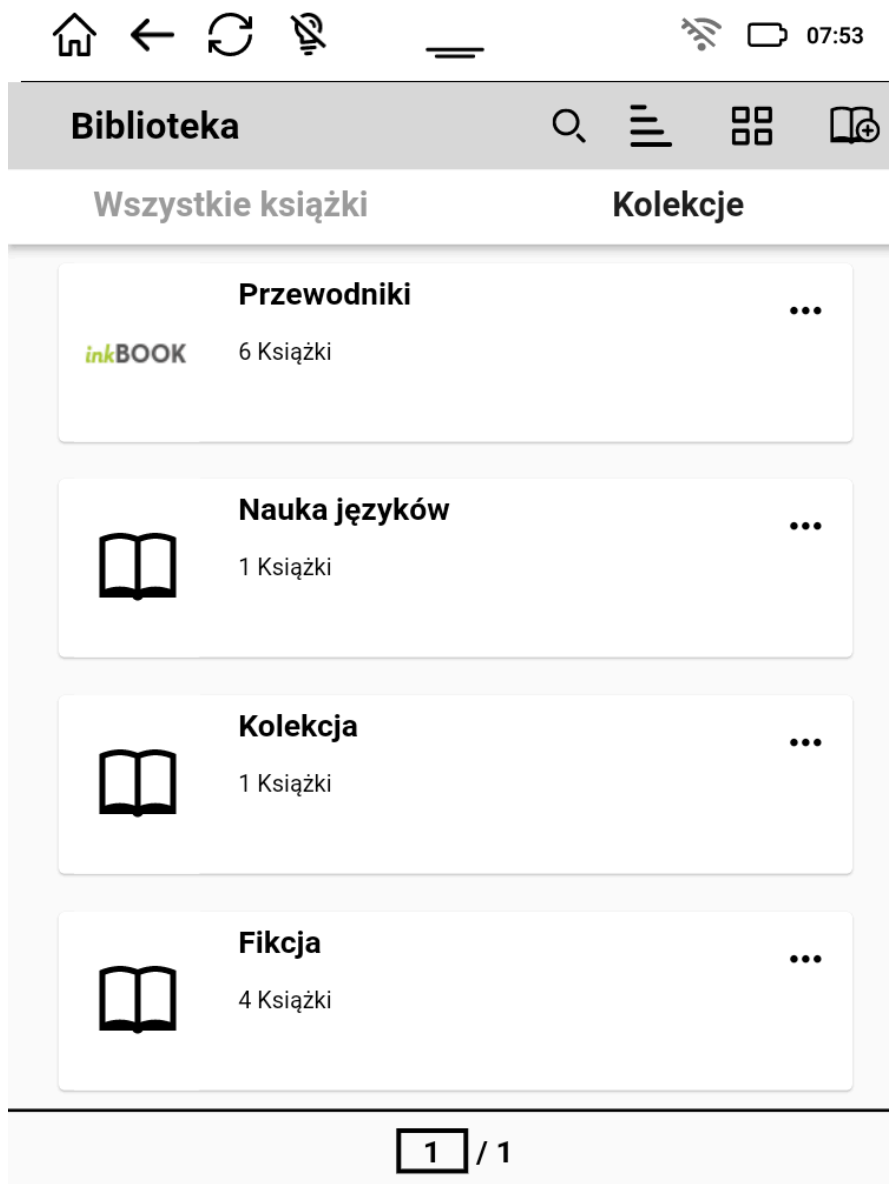 07:53
Biblioteka
Wszystkie książki Kolekcje
Przewodniki
inkBOOK
6 Książki
Nauka języków
1 Książki
Kolekcja
1 Książki
Fikcja
4 Książki
1 / 1